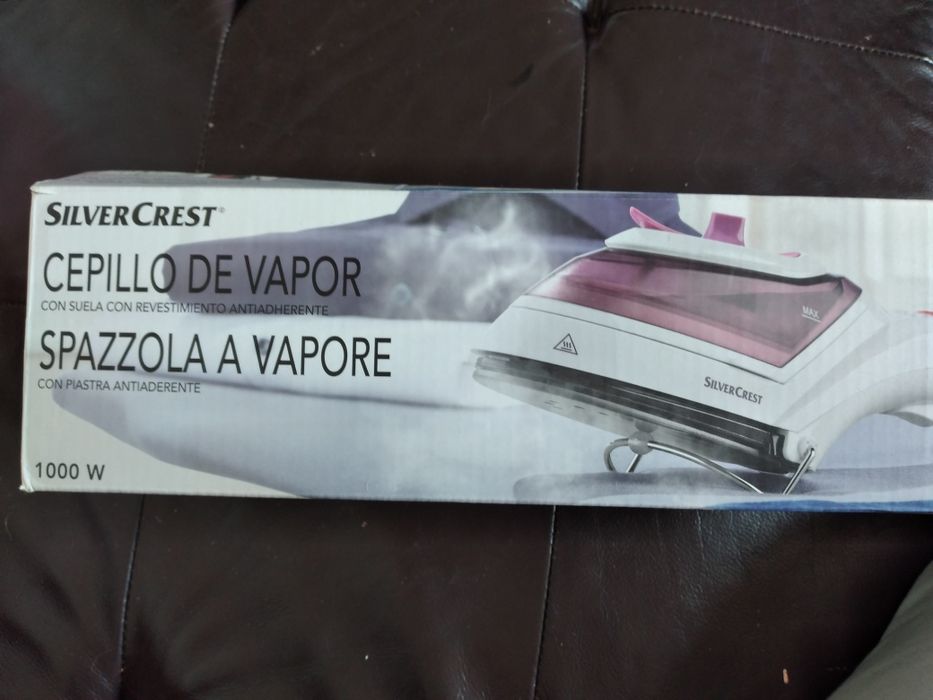 SILVERCREST®
CEPILLO DE VAPOR
CON SUELA CON REVESTIMIENTO ANTIADHERENTE
SPAZZOLA A VAPORE
CON PIASTRA ANTIADERENTE
1000 W
MAX
SILVERCREST